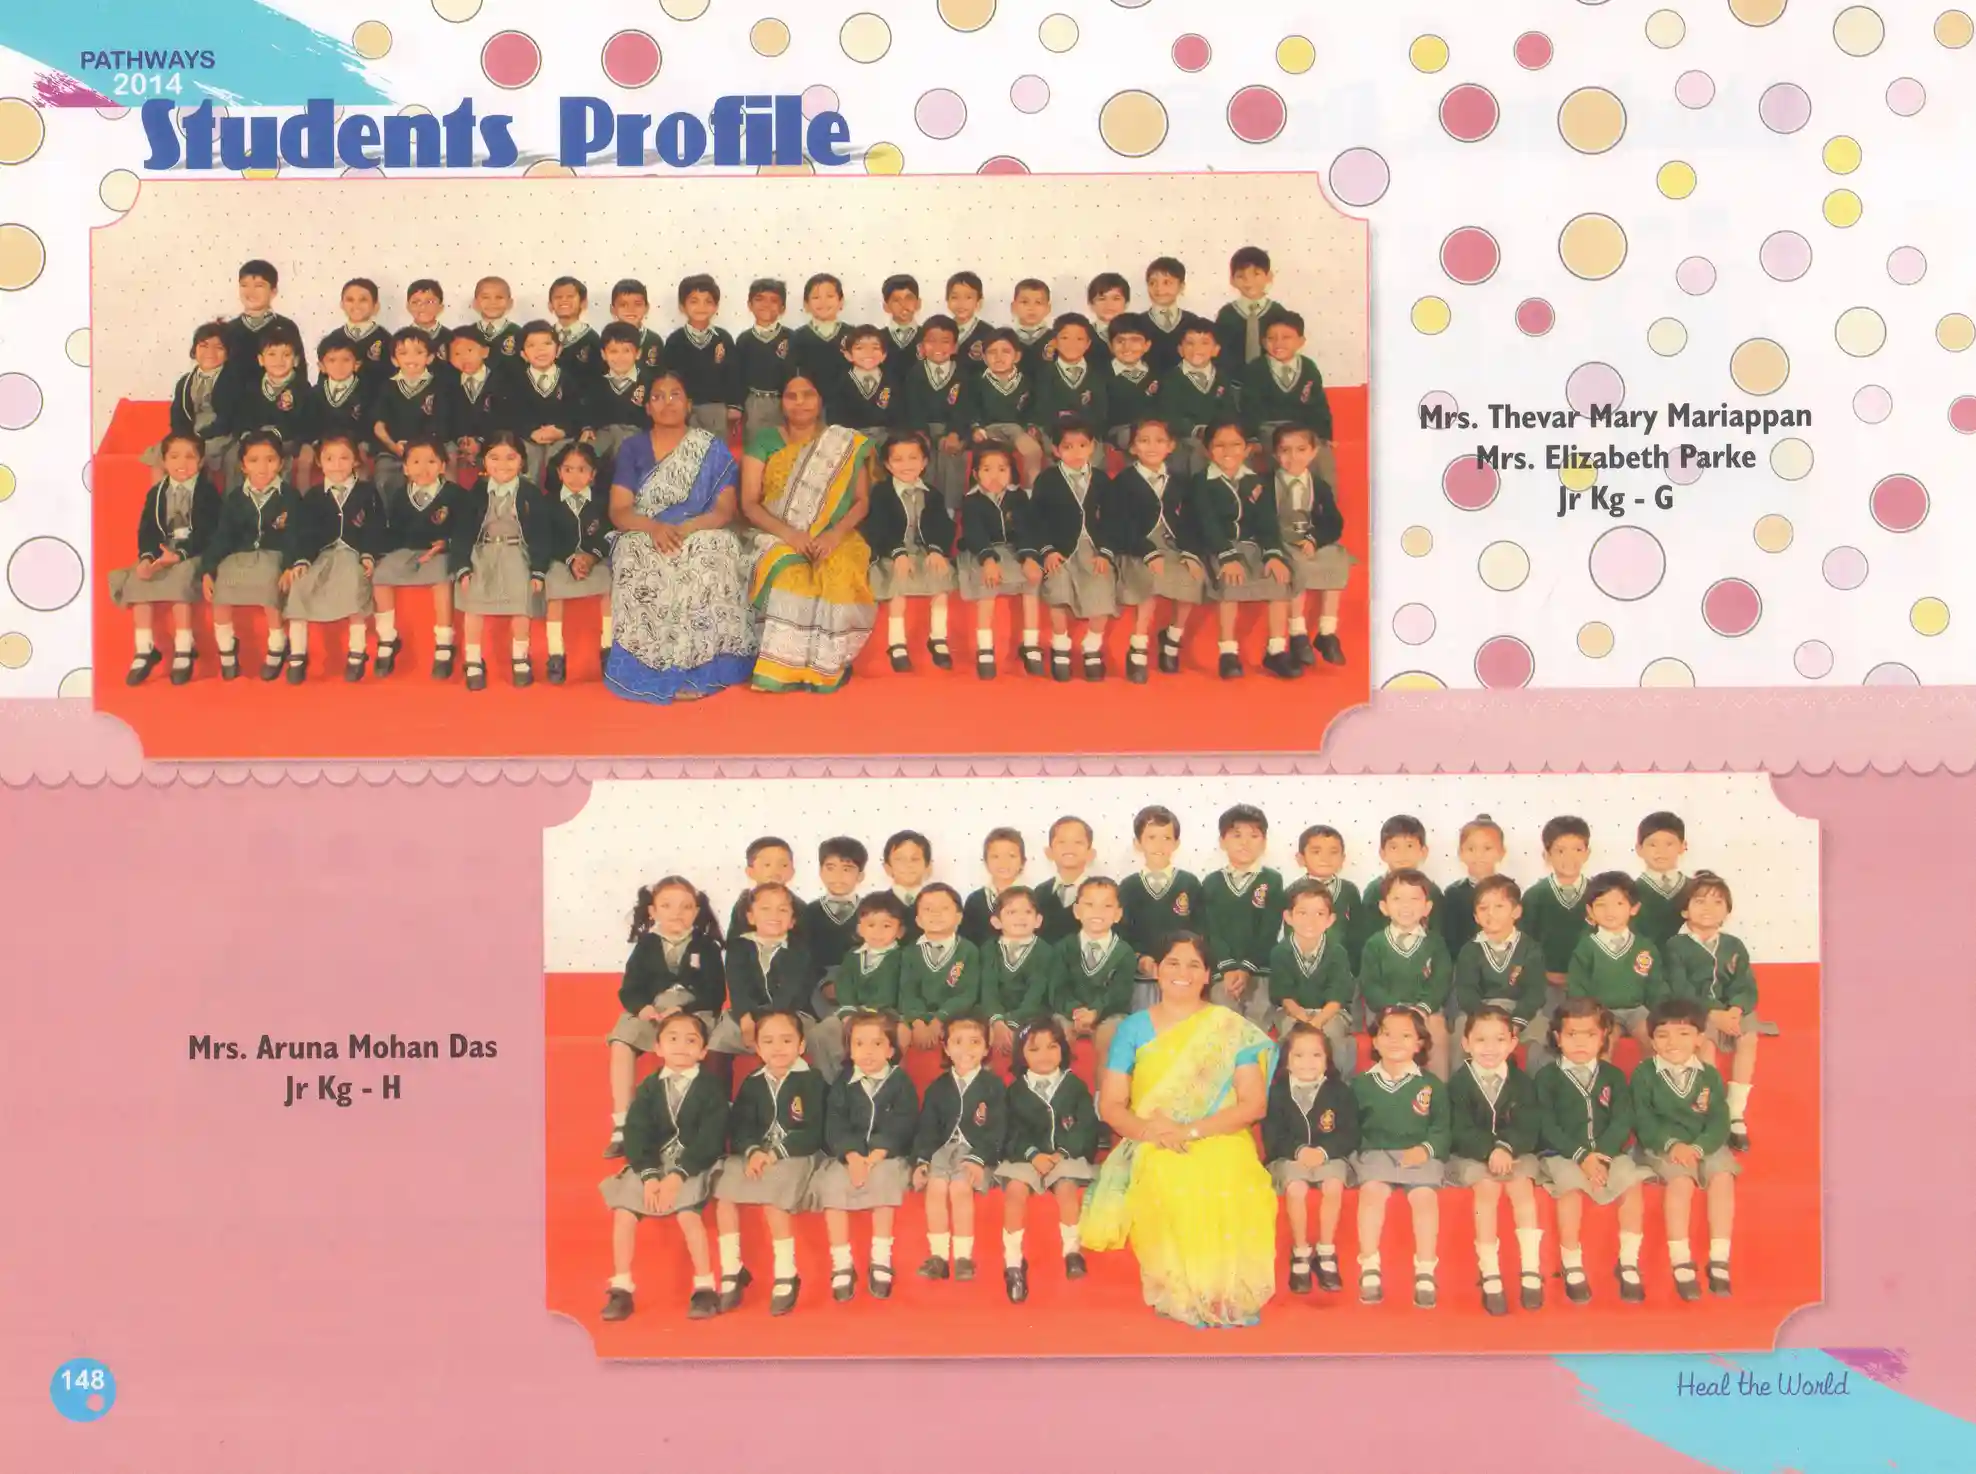 PATHWAYS
2014
Students Profile
Mrs. Thevar Mary Mariappan
Mrs. Elizabeth Parke
Jr Kg - G
Mrs. Aruna Mohan Das
Jr Kg - H
148
Heal the World